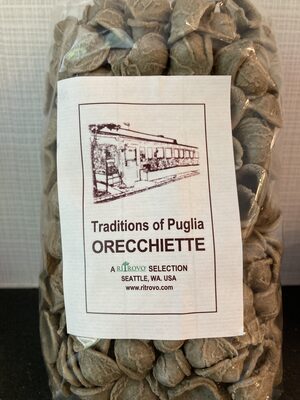 Traditions of Puglia
ORECCHIETTE
A RITROVO SELECTION
SEATTLE, WA. USA
www.ritrovo.com